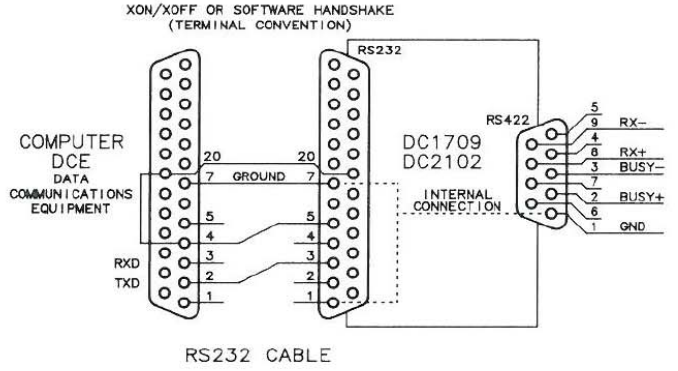 XON/XOFF OR SOFTWARE HANDSHAKE
(TERMINAL CONVENTION)
RS232
COMPUTER
DCE
DATA
COMMUNICATIONS
EQUIPMENT
20 20
7 GROUND 7
5 5
4 4
RXD 3 3
TXD 2 2
1 1
DC1709
DC2102
INTERNAL
CONNECTION
RS422
5
9 RX-
4
8 RX+
3 BUSY-
7
2 BUSY+
6
1 GND
RS232 CABLE